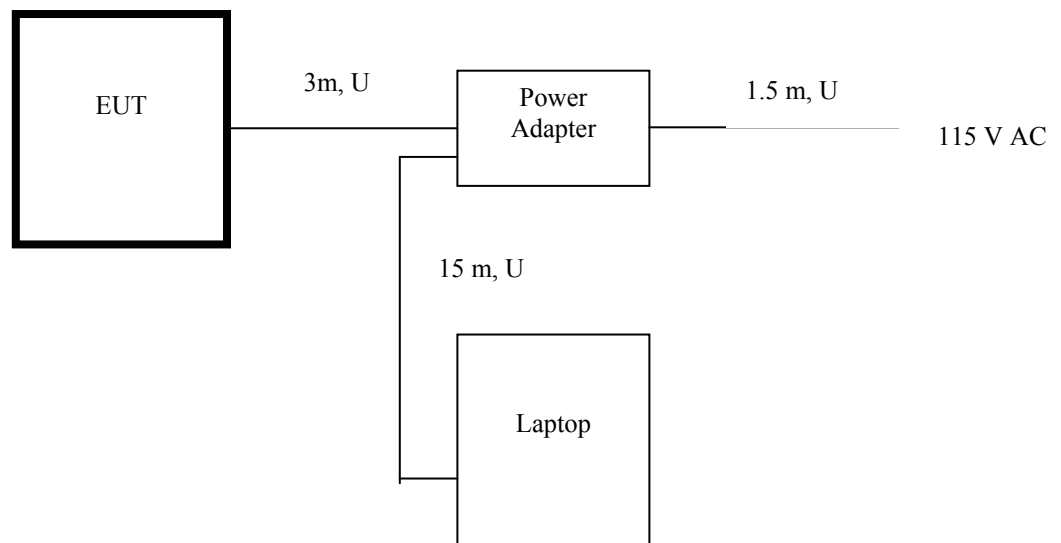 EUT
3m, U
Power
Adapter
1.5 m, U
115 V AC
15 m, U
Laptop